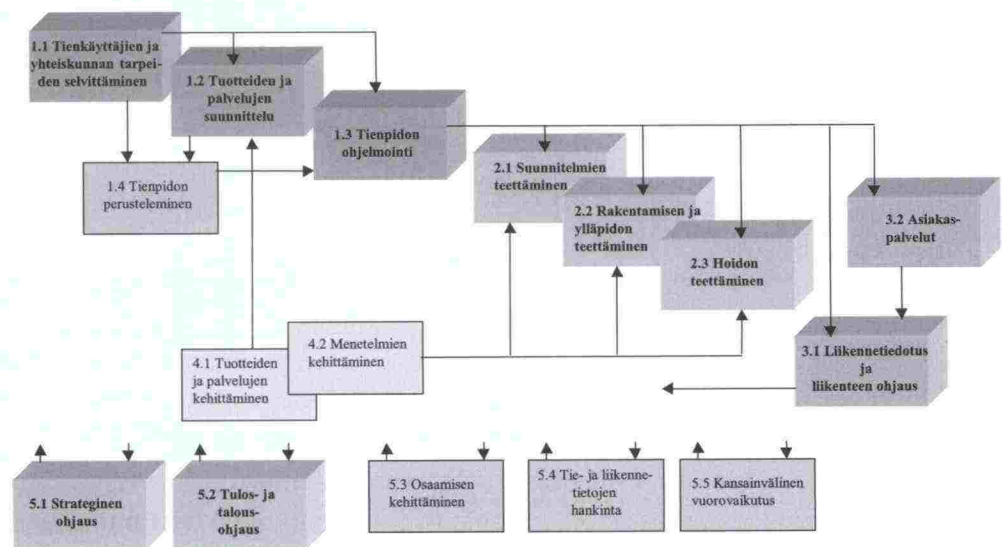 1.1 Tienkäyttäjien ja
yhteiskunnan tarpei-
den selvittäminen
1.2 Tuotteiden ja
palvelujen
suunnittelu
1.3 Tienpidon
ohjelmointi
1.4 Tienpidon
perusteleminen
2.1 Suunnitelmien
teettäminen
2.2 Rakentamisen ja
ylläpidon
teettäminen
2.3 Hoidon
teettäminen
3.2 Asiakas-
palvelut
3.1 Liikennetiedotus
ja
liikenteen ohjaus
4.1 Tuotteiden
ja palvelujen
kehittäminen
4.2 Menetelmien
kehittäminen
5.1 Strateginen
ohjaus
5.2 Tulos- ja
talous-
ohjaus
5.3 Osaamisen
kehittäminen
5.4 Tie- ja liikenne-
tietojen
hankinta
5.5 Kansainvälinen
vuorovaikutus